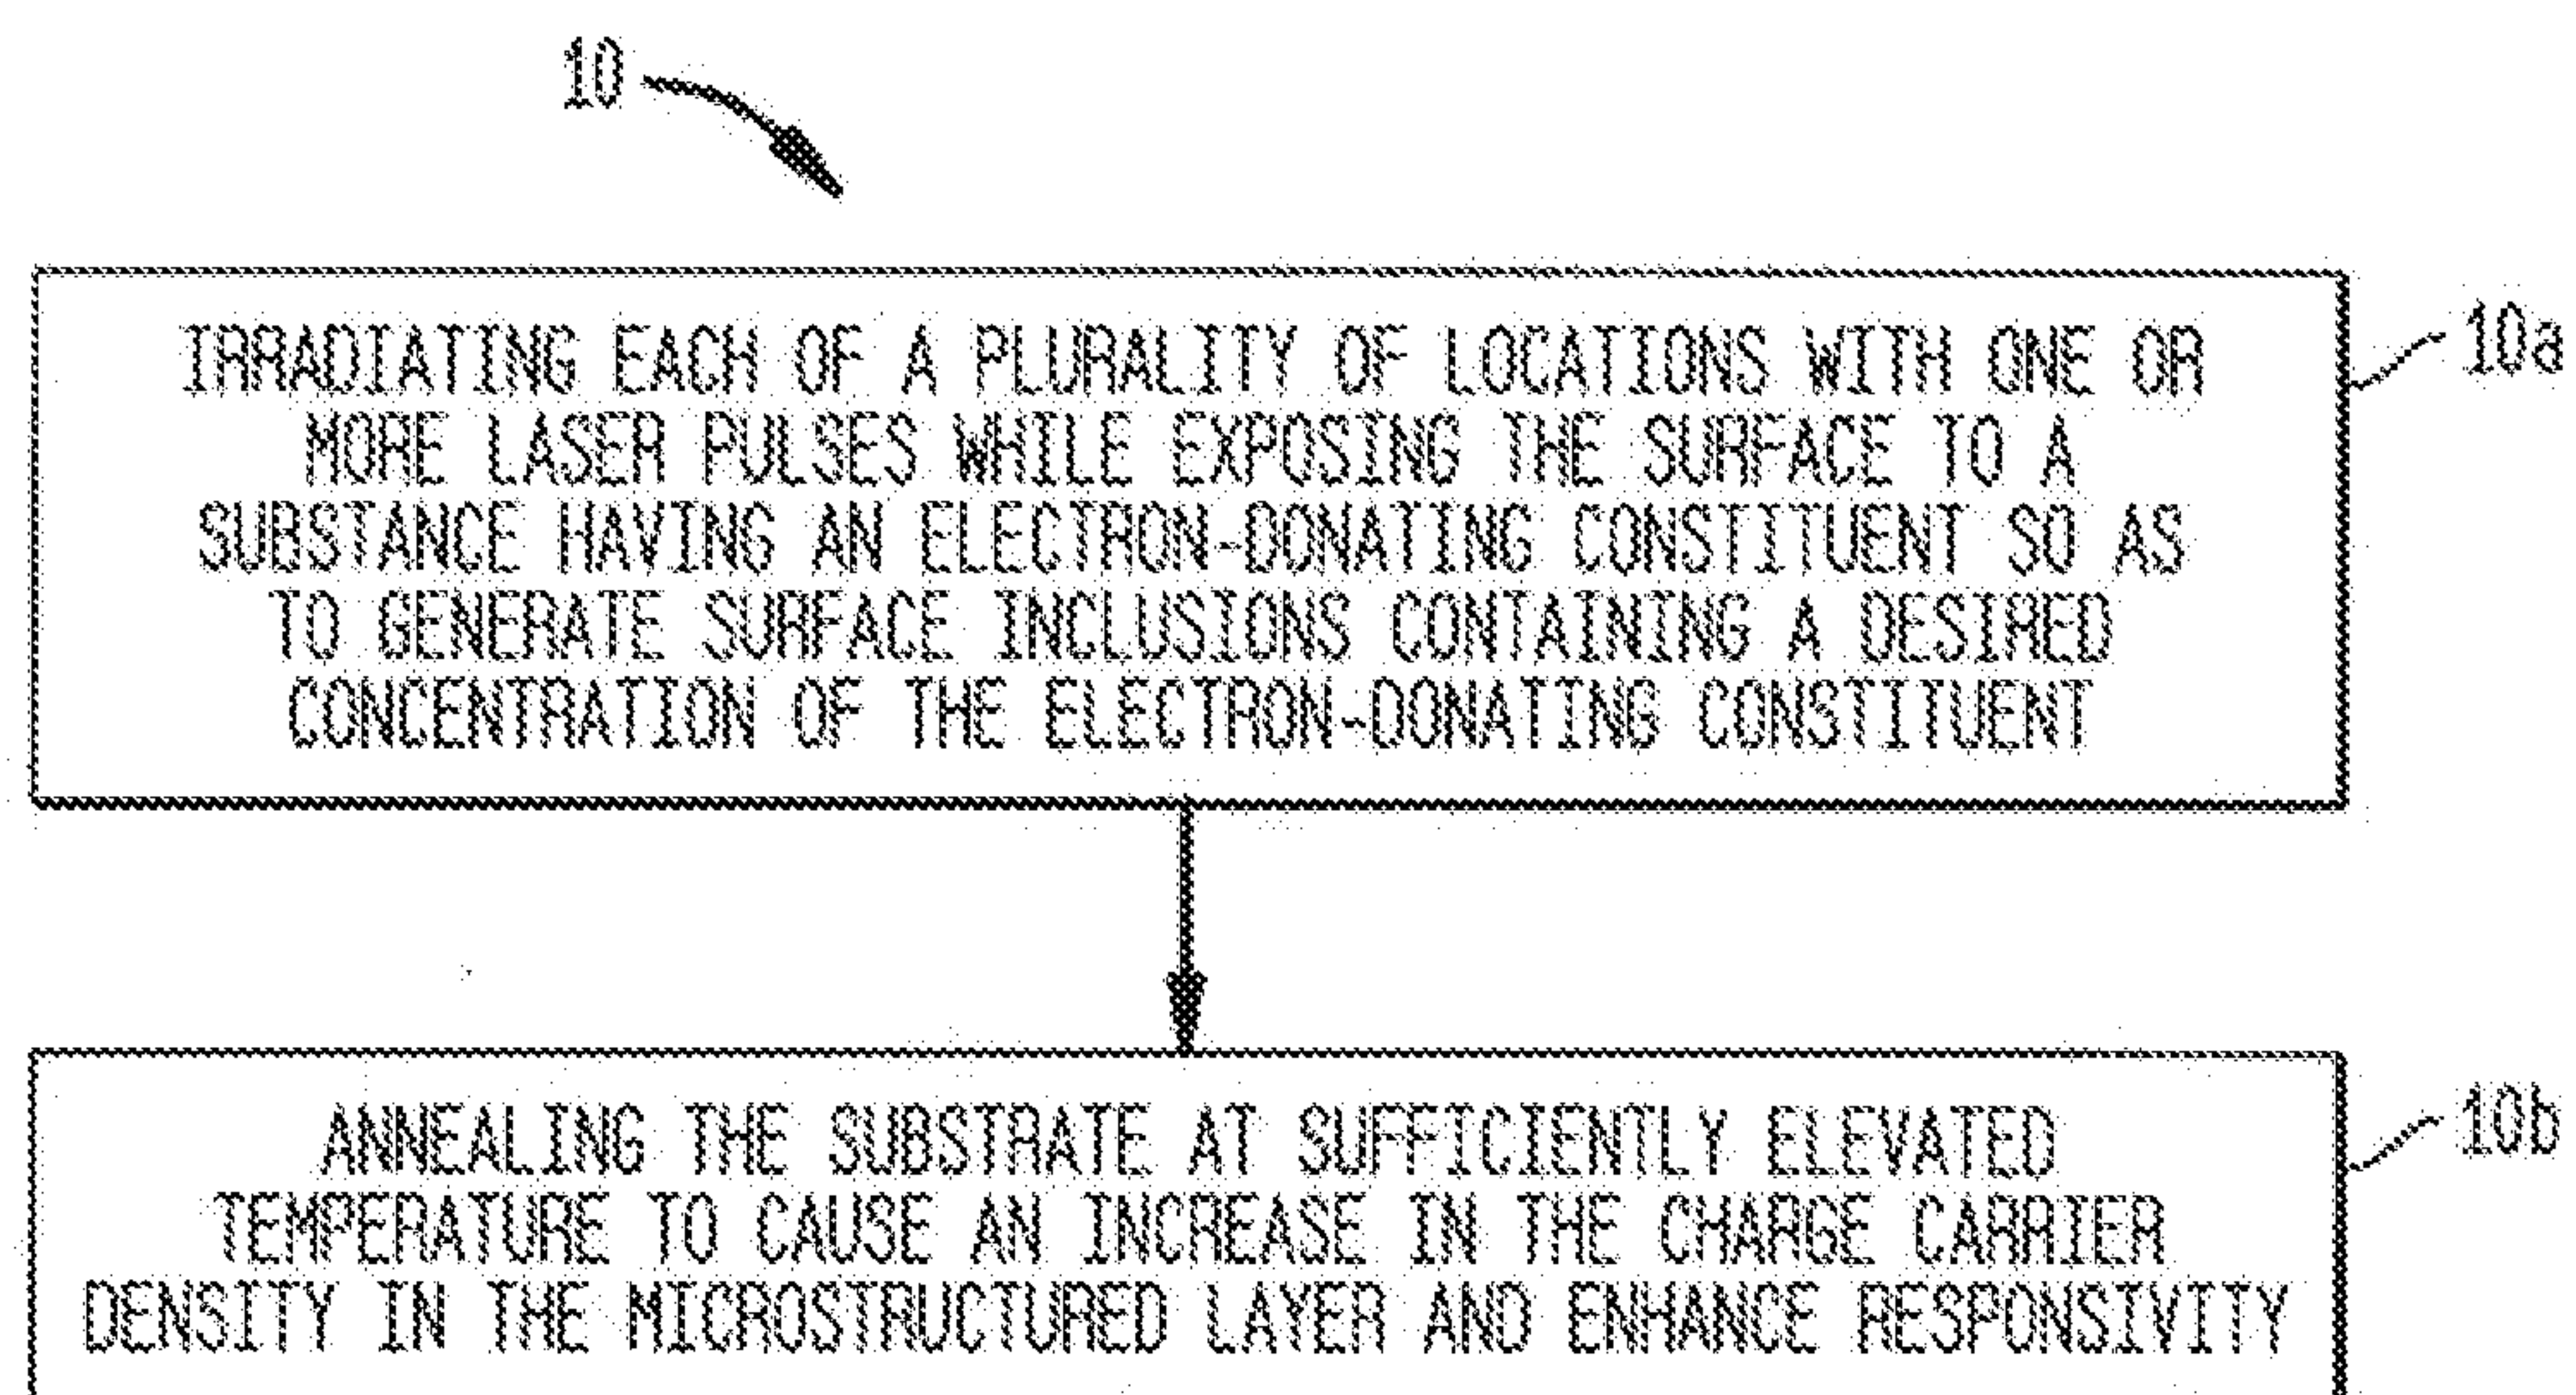 10
IRRADIATING EACH OF A PLURALITY OF LOCATIONS WITH ONE OR
10a
MORE LASER PULSES WHILE EXPOSING THE SURFACE TO A
SUBSTANCE HAVING AN ELECTRON-DONATING CONSTITUENT SO AS
TO GENERATE SURFACE INCLUSIONS CONTAINING A DESIRED
CONCENTRATION OF THE ELECTRON-DONATING CONSTITUENT
ANNEALING THE SUBSTRATE AT SUFFICIENTLY ELEVATED
10b
TEMPERATURE TO CAUSE AN INCREASE IN THE CHARGE CARRIER
DENSITY IN THE MICROSTRUCTURED LAYER AND ENHANCE RESPONSIVITY